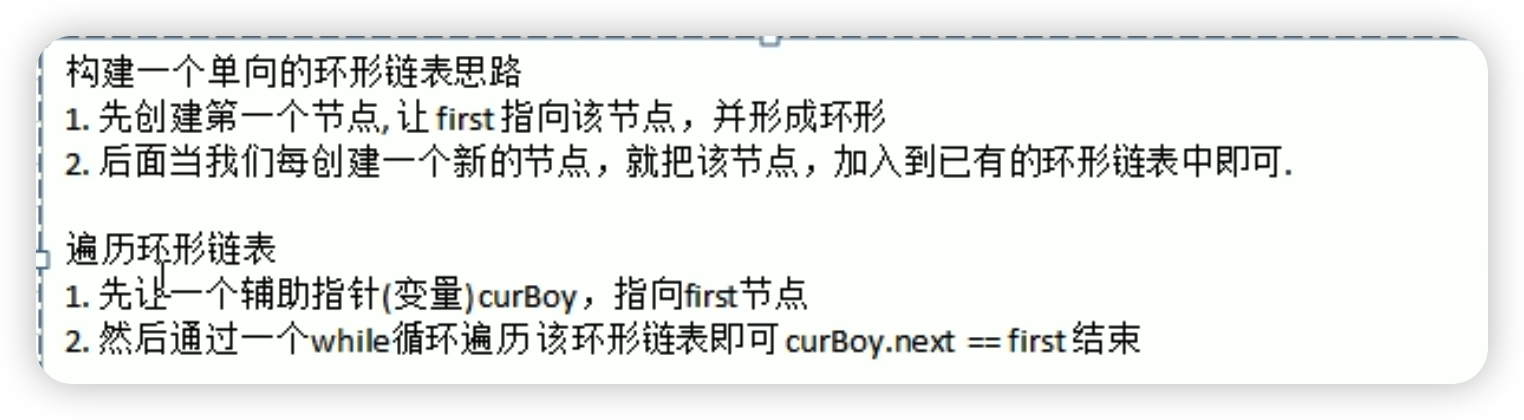 构建一个单向的环形链表思路
1. 先创建第一个节点, 让 first 指向该节点，并形成环形
2. 后面当我们每创建一个新的节点，就把该节点，加入到已有的环形链表中即可.
遍历环形链表
1. 先让一个辅助指针(变量) curBoy，指向first节点
2. 然后通过一个while循环遍历 该环形链表即可 curBoy.next == first 结束